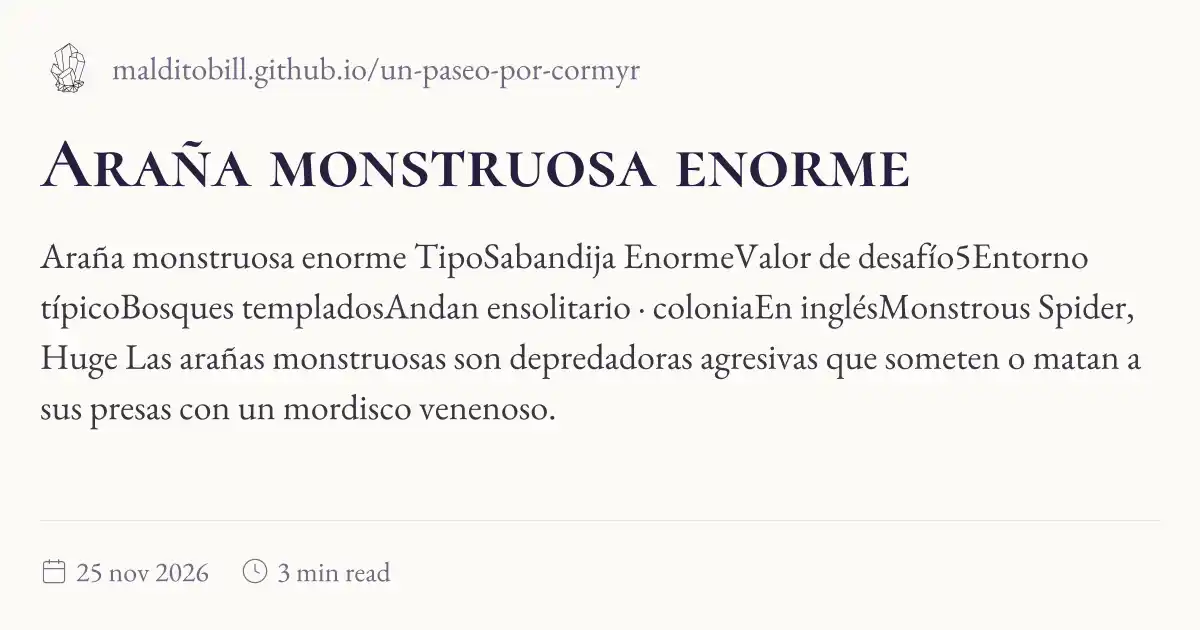 malditobill.github.io/un-paseo-por-cormyr
Araña monstruosa enorme
Araña monstruosa enorme TipoSabandija EnormeValor de desafío5Entorno
típicoBosques templadosAndan ensolitario · coloniaEn inglésMonstrous Spider,
Huge Las arañas monstruosas son depredadoras agresivas que someten o matan a
sus presas con un mordisco venenoso.
25 nov 2026 3 min read